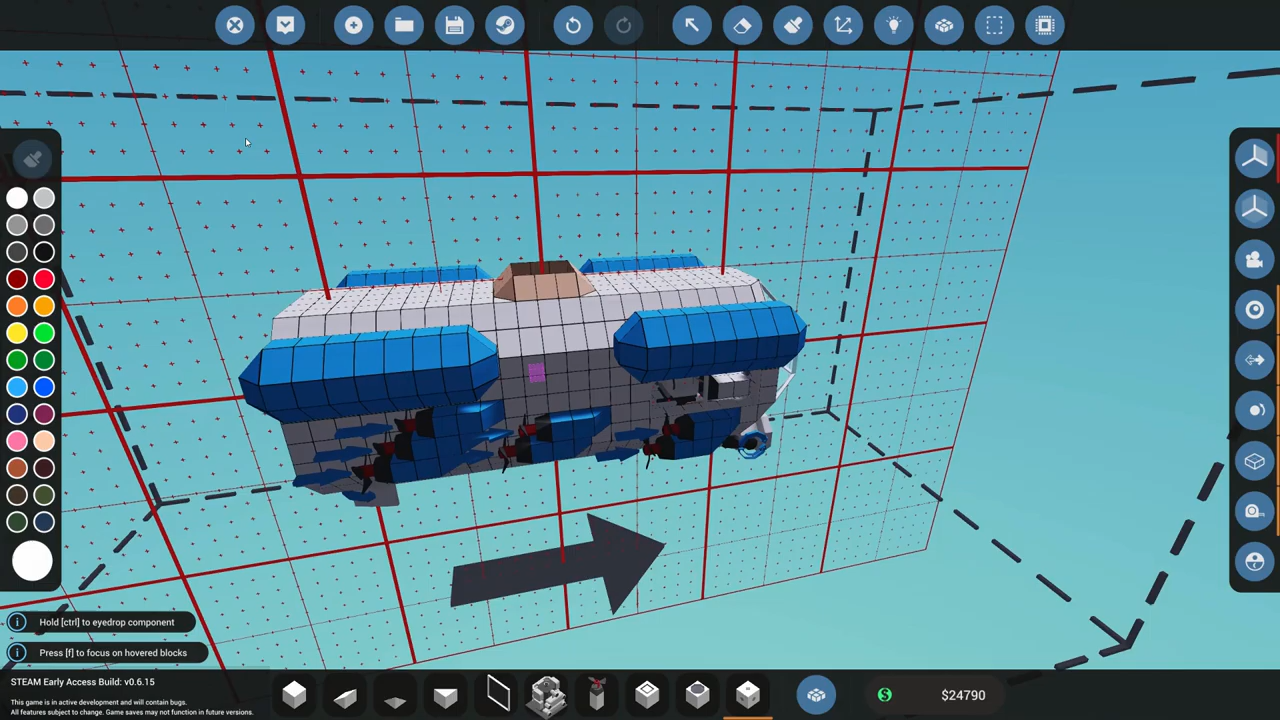 Hold [ctrl] to eyedrop component
Press [f] to focus on hovered blocks
STEAM Early Access Build: v0.6.15
This game is in active development and will contain bugs.
All features subject to change. Game saves may not function in future versions.
$24790